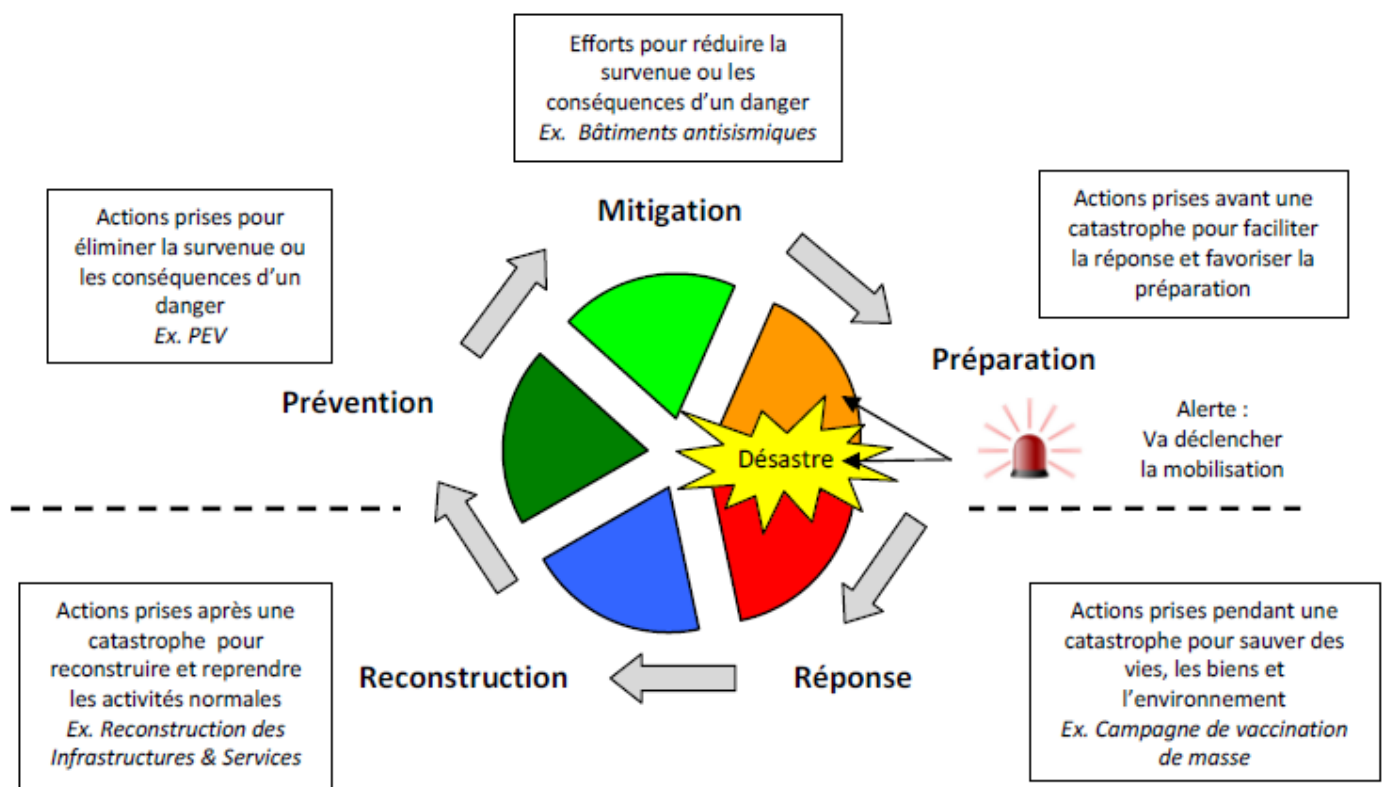 Efforts pour réduire la
survenue ou les
conséquences d’un danger
Ex. Bâtiments antisismiques
Mitigation
Actions prises avant une
catastrophe pour faciliter
la réponse et favoriser la
préparation
Préparation
Alerte :
Va déclencher
la mobilisation
Actions prises pour
éliminer la survenue ou
les conséquences d’un
danger
Ex. PEV
Prévention
Désastre
Actions prises après une
catastrophe pour
reconstruire et reprendre
les activités normales
Ex. Reconstruction des
Infrastructures & Services
Reconstruction
Réponse
Actions prises pendant une
catastrophe pour sauver des
vies, les biens et
l’environnement
Ex. Campagne de vaccination
de masse